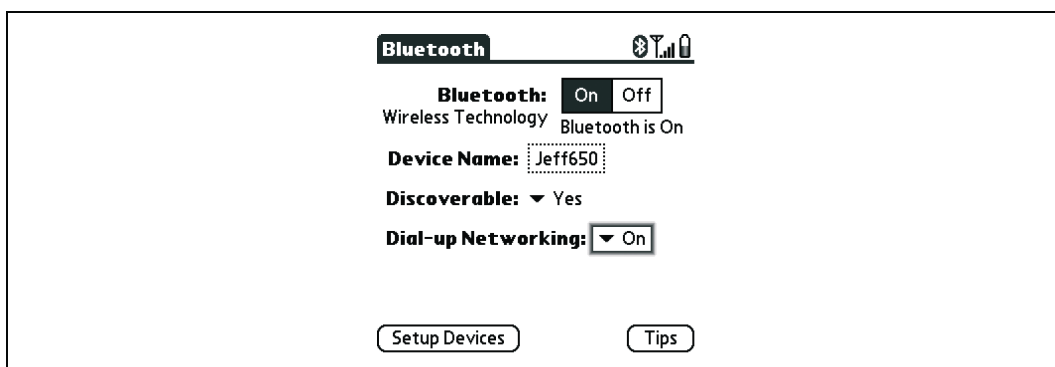 Bluetooth
Bluetooth: On Off
Wireless Technology Bluetooth is On
Device Name: Jeff650
Discoverable: Yes
Dial-up Networking: On
Setup Devices Tips